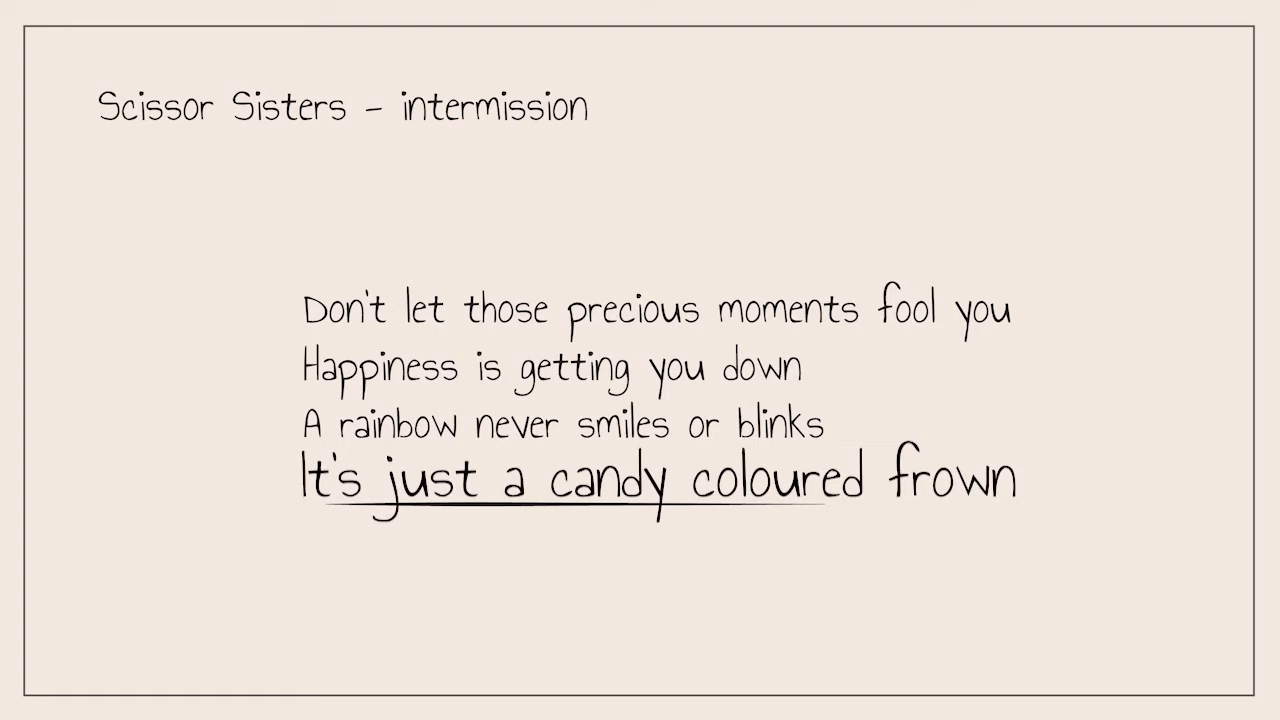 Scissor Sisters - intermission
Don't let those precious moments fool you
Happiness is getting you down
A rainbow never smiles or blinks
It's just a candy coloured frown